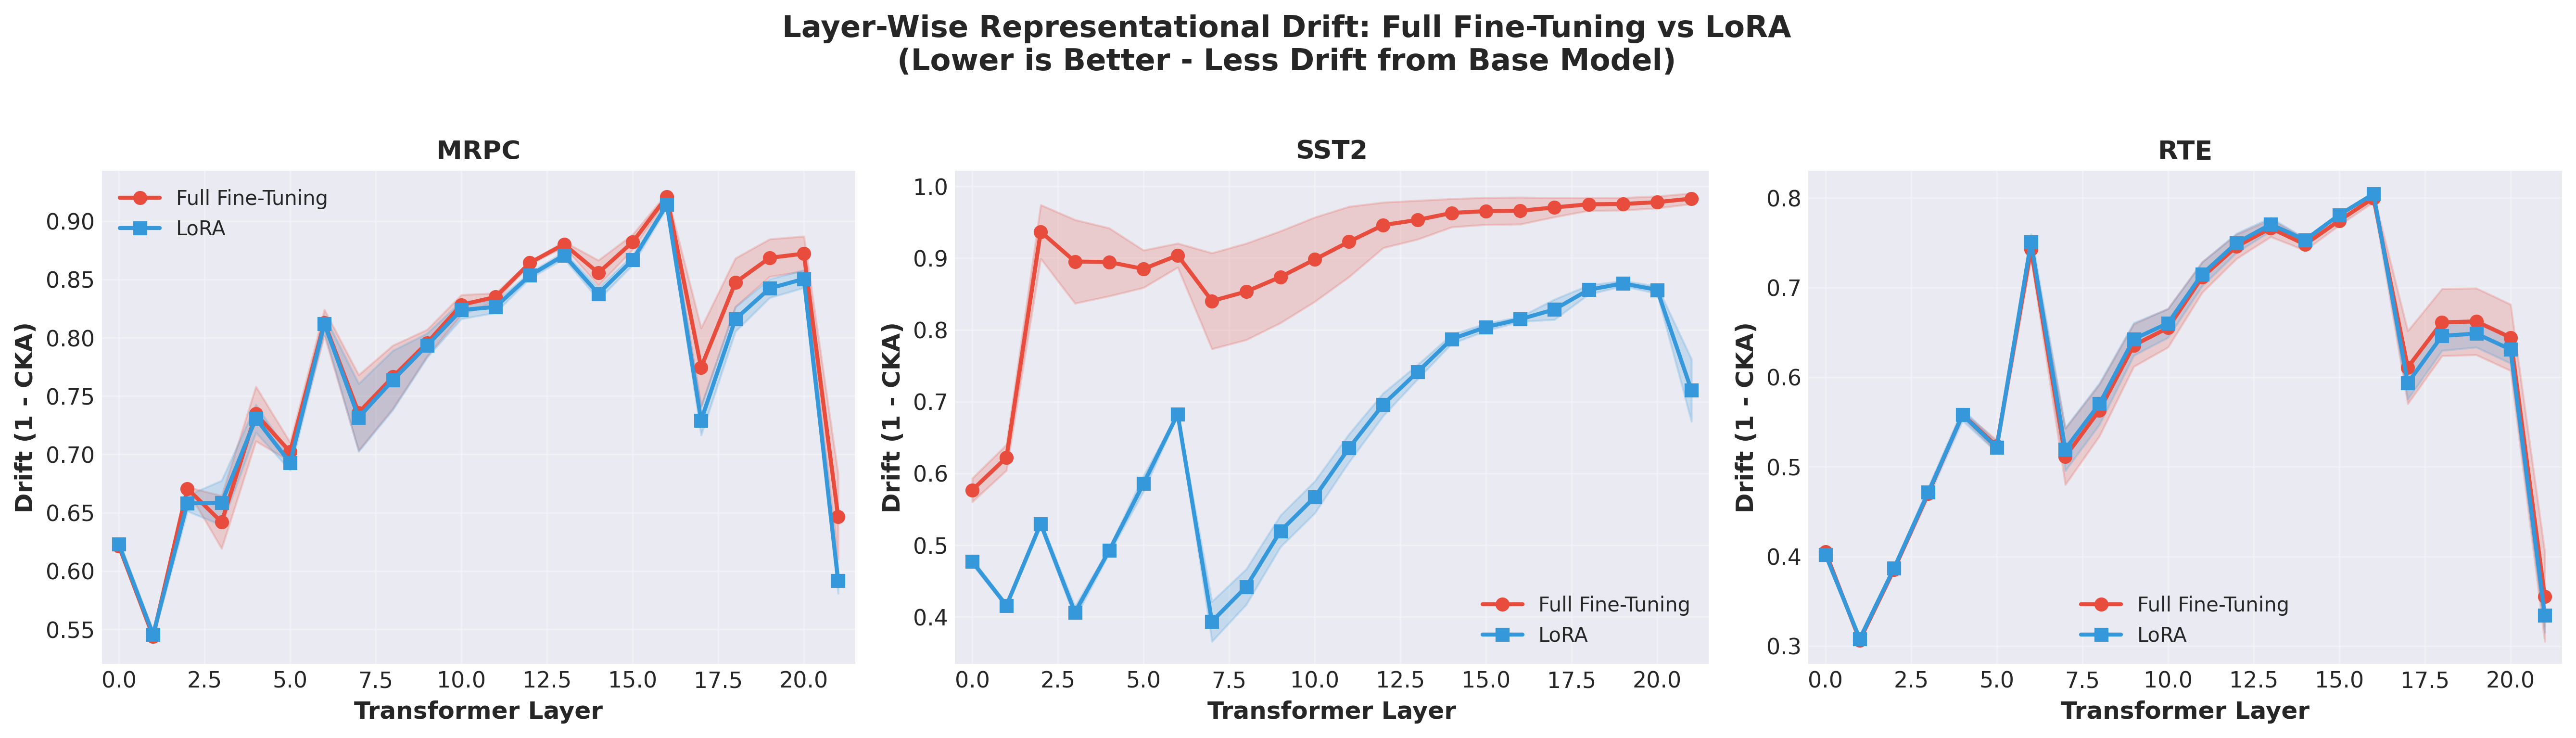 Layer-Wise Representational Drift: Full Fine-Tuning vs LoRA
(Lower is Better - Less Drift from Base Model)
MRPC
Full Fine-Tuning
LoRA
Drift (1 - CKA)
0.90
0.85
0.80
0.75
0.70
0.65
0.60
0.55
0.0 2.5 5.0 7.5 10.0 12.5 15.0 17.5 20.0
Transformer Layer
SST2
Drift (1 - CKA)
1.0
0.9
0.8
0.7
0.6
0.5
0.4
Full Fine-Tuning
LoRA
0.0 2.5 5.0 7.5 10.0 12.5 15.0 17.5 20.0
Transformer Layer
RTE
Drift (1 - CKA)
0.8
0.7
0.6
0.5
0.4
0.3
Full Fine-Tuning
LoRA
0.0 2.5 5.0 7.5 10.0 12.5 15.0 17.5 20.0
Transformer Layer